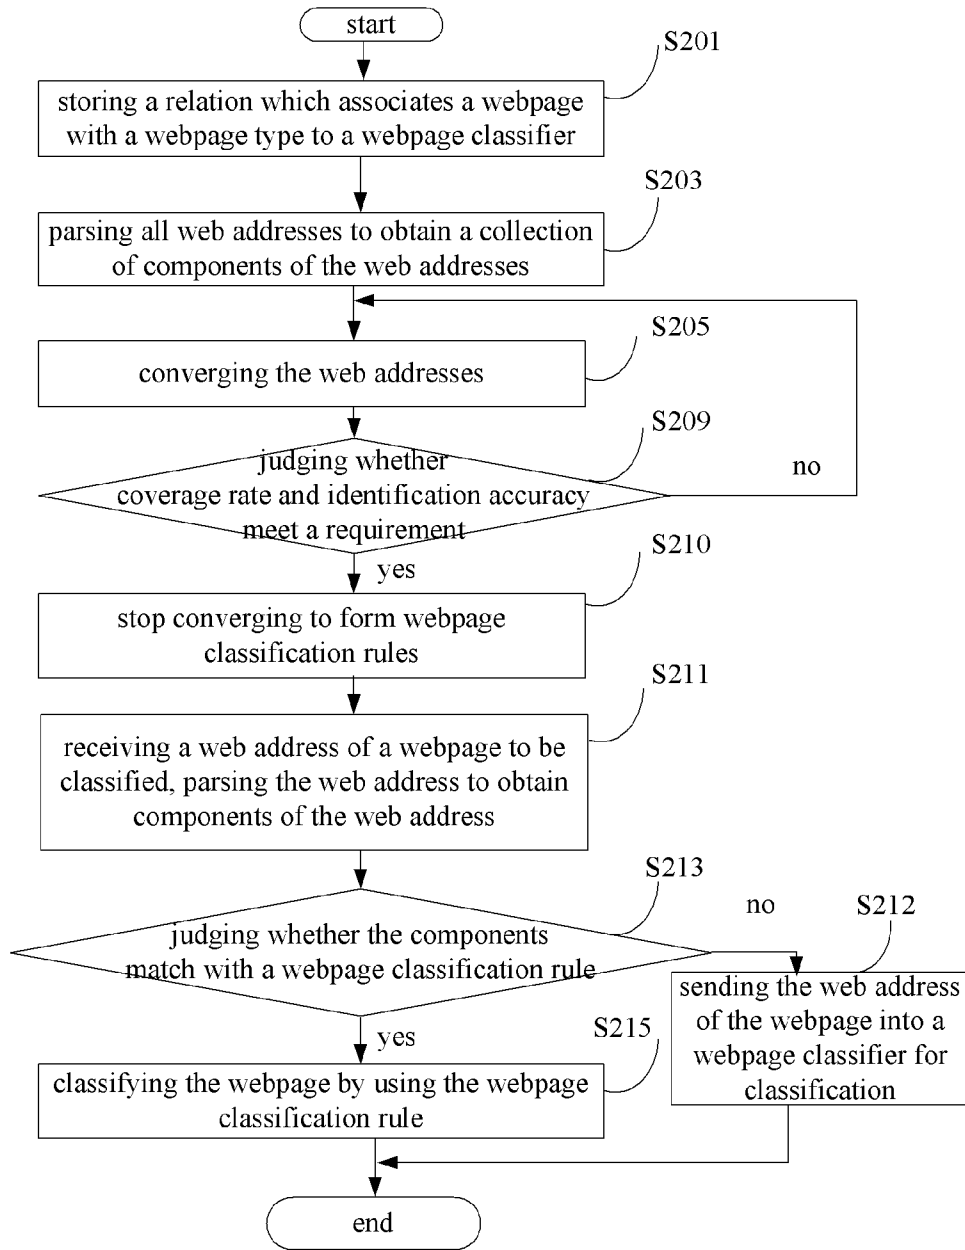 start
S201
storing a relation which associates a webpage
with a webpage type to a webpage classifier
S203
parsing all web addresses to obtain a collection
of components of the web addresses
S205
converging the web addresses
S209
judging whether
coverage rate and identification accuracy
meet a requirement
no
yes
S210
stop converging to form webpage
classification rules
S211
receiving a web address of a webpage to be
classified, parsing the web address to obtain
components of the web address
S213
judging whether the components
match with a webpage classification rule
no
S212
sending the web address
of the webpage into a
webpage classifier for
classification
yes
S215
classifying the webpage by using the webpage
classification rule
end